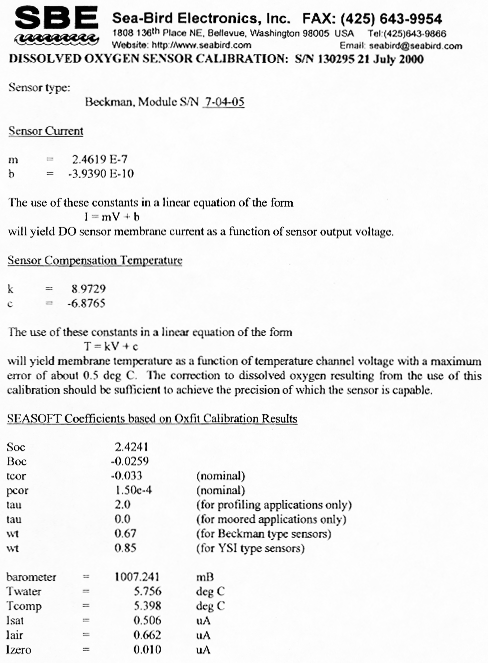 SBE Sea-Bird Electronics, Inc. FAX: (425) 643-9954
1808 136th Place NE, Bellevue, Washington 98005 USA Tel:(425)643-9866
Website: http://www.seabird.com Email: seabird@seabird.com
DISSOLVED OXYGEN SENSOR CALIBRATION: S/N 130295 21 July 2000
Sensor type:
Beckman, Module S/N 7-04-05
Sensor Current
m = 2.4619 E-7
b = -3.9390 E-10
The use of these constants in a linear equation of the form
I = mV + b
will yield DO sensor membrane current as a function of sensor output voltage.
Sensor Compensation Temperature
k = 8.9729
c = -6.8765
The use of these constants in a linear equation of the form
T = kV + c
will yield membrane temperature as a function of temperature channel voltage with a maximum
error of about 0.5 deg C. The correction to dissolved oxygen resulting from the use of this
calibration should be sufficient to achieve the precision of which the sensor is capable.
SEASOFT Coefficients based on Oxfit Calibration Results
Soc 2.4241
Boc -0.0259
tcor -0.033 (nominal)
pcor 1.50e-4 (nominal)
tau 2.0 (for profiling applications only)
tau 0.0 (for moored applications only)
wt 0.67 (for Beckman type sensors)
wt 0.85 (for YSI type sensors)
barometer = 1007.241 mB
Twater = 5.756 deg C
Tcomp = 5.398 deg C
Isat = 0.506 uA
Iair = 0.662 uA
Izero = 0.010 uA